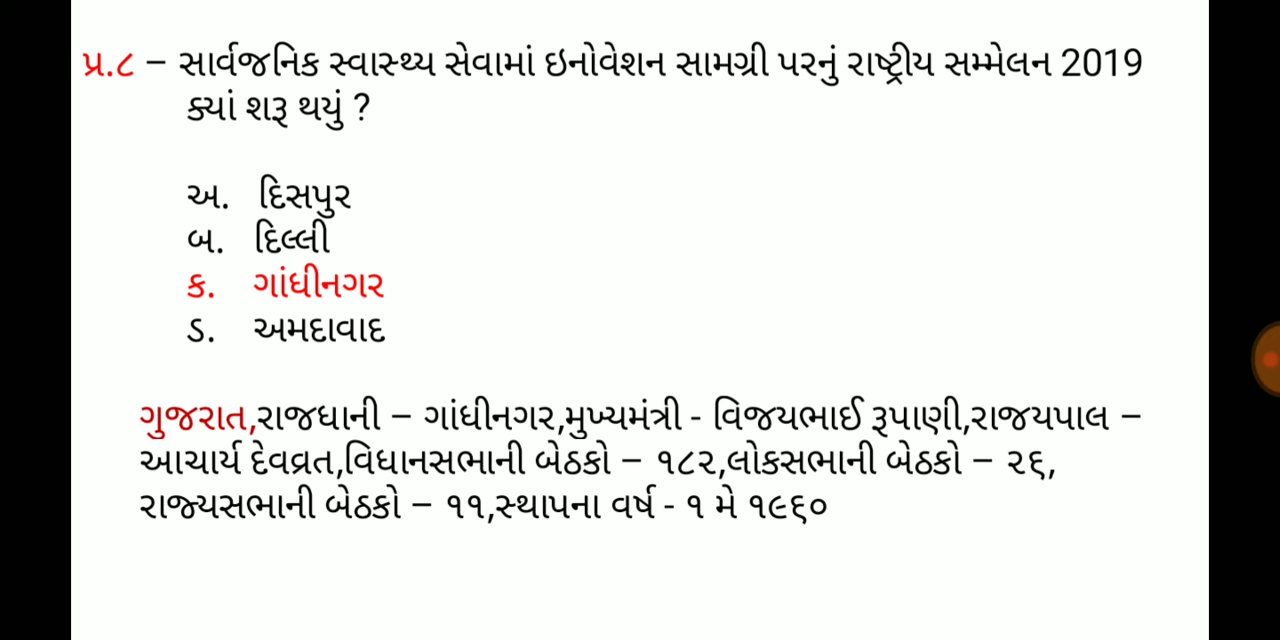 પ્ર.૮ – સાર્વજનિક સ્વાસ્થ્ય સેવામાં ઇનોવેશન સામગ્રી પરનું રાષ્ટ્રીય સમ્મેલન 2019
ક્યાં શરૂ થયું ?
અ. દિસપુર
બ. દિલ્લી
ક. ગાંધીનગર
ડ. અમદાવાદ
ગુજરાત,રાજધાની – ગાંધીનગર,મુખ્યમંત્રી - વિજયભાઈ રૂપાણી,રાજયપાલ –
આચાર્ય દેવવ્રત,વિધાનસભાની બેઠકો – ૧૮૨,લોકસભાની બેઠકો – ૨૬,
રાજ્યસભાની બેઠકો – ૧૧,સ્થાપના વર્ષ - ૧ મે ૧૯૬૦